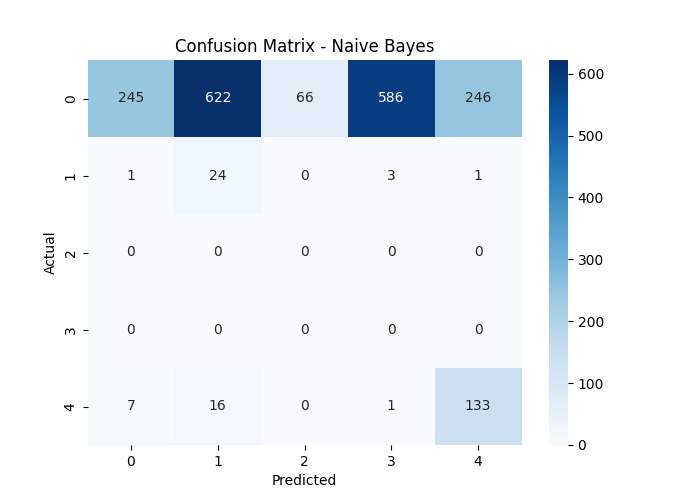 Confusion Matrix - Naive Bayes
0 245 622 66 586 246
1 1 24 0 3 1
2 0 0 0 0 0
3 0 0 0 0 0
4 7 16 0 1 133
0 1 2 3 4
Actual
Predicted
600
500
400
300
200
100
0